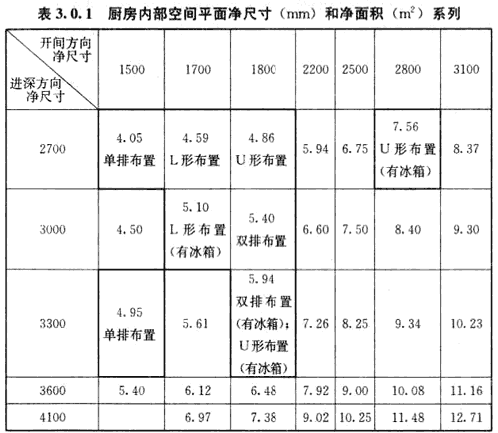 表3.0.1 厨房内部空间平面净尺寸（mm）和净面积（m²）系列
开间方向
净尺寸
进深方向
净尺寸
1500 1700 1800 2200 2500 2800 3100
2700
4.05
单排布置
4.59
L形布置
4.86
U形布置
5.94 6.75
7.56
U形布置
(有冰箱)
8.37
3000 4.50
5.10
L形布置
(有冰箱)
5.40
双排布置
6.60 7.50 8.40 9.30
3300
4.95
单排布置
5.61
5.94
双排布置
(有冰箱)；
U形布置
(有冰箱)
7.26 8.25 9.34 10.23
3600 5.40 6.12 6.48 7.92 9.00 10.08 11.16
4100 6.97 7.38 9.02 10.25 11.48 12.71